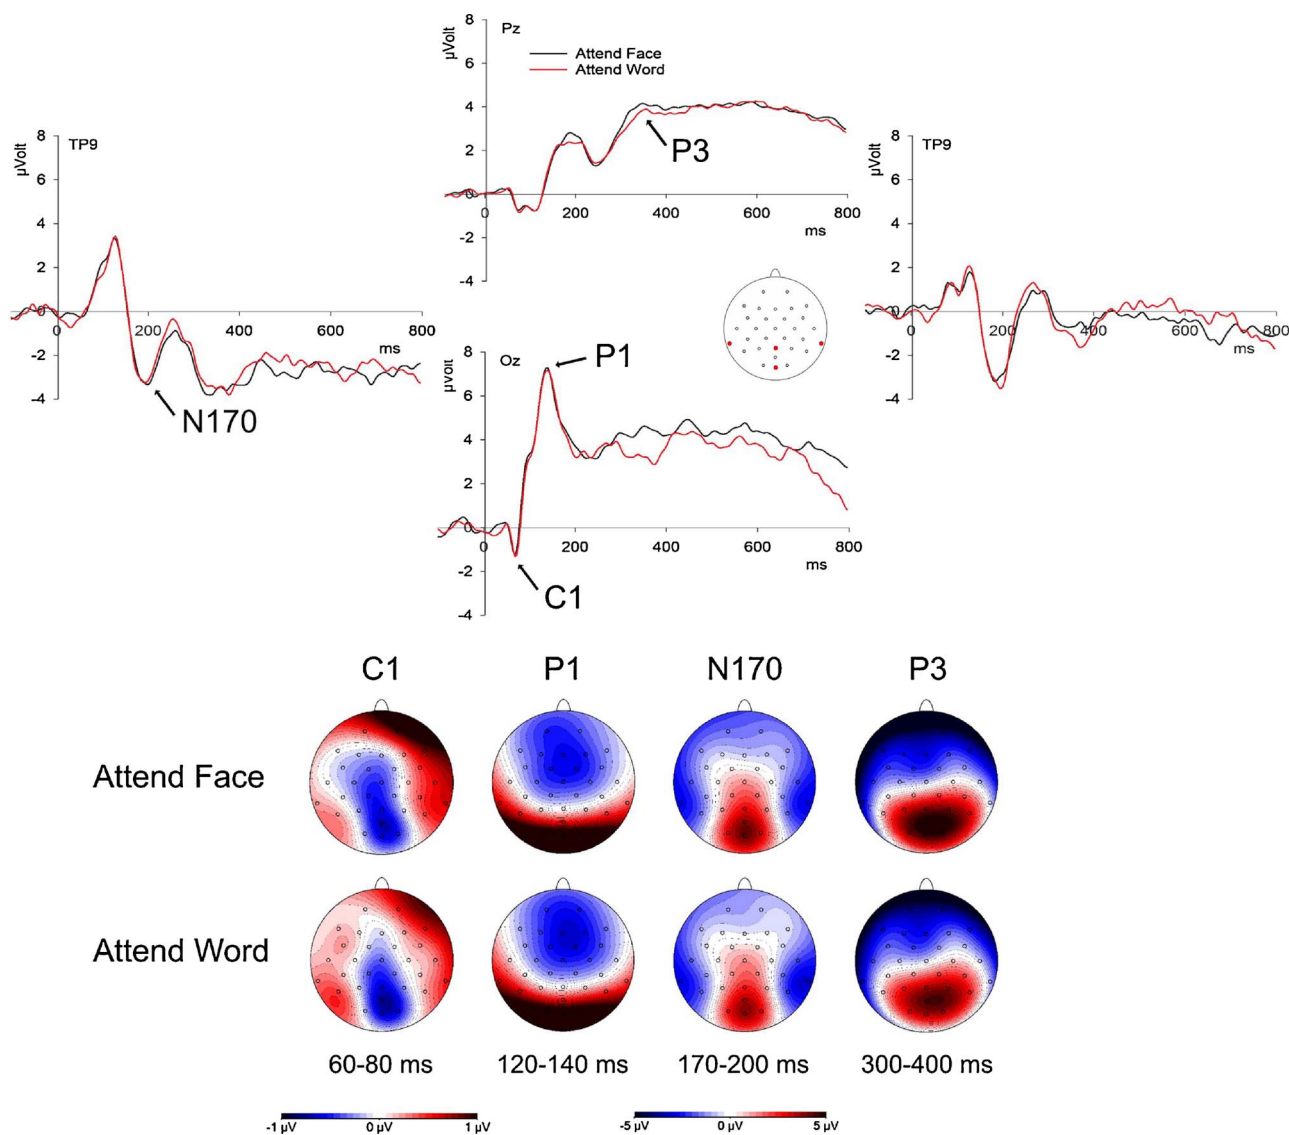 8
Pz
µVolt
6
Attend Face
Attend Word
4
P3
2
0
0 200 400 600 800
ms
-2
-4
8
TP9
µVolt
6
4
2
0
0 200 400 600 800
ms
-2
-4
N170
8
TP9
µVolt
6
4
2
0
0 200 400 600 800
ms
-2
-4
8
Oz
µVolt
P1
6
4
2
0
0 200 400 600 800
ms
-2
-4
C1
C1 P1 N170 P3
Attend Face
Attend Word
60-80 ms 120-140 ms 170-200 ms 300-400 ms
-1 µV 0 µV 1 µV -5 µV 0 µV 5 µV